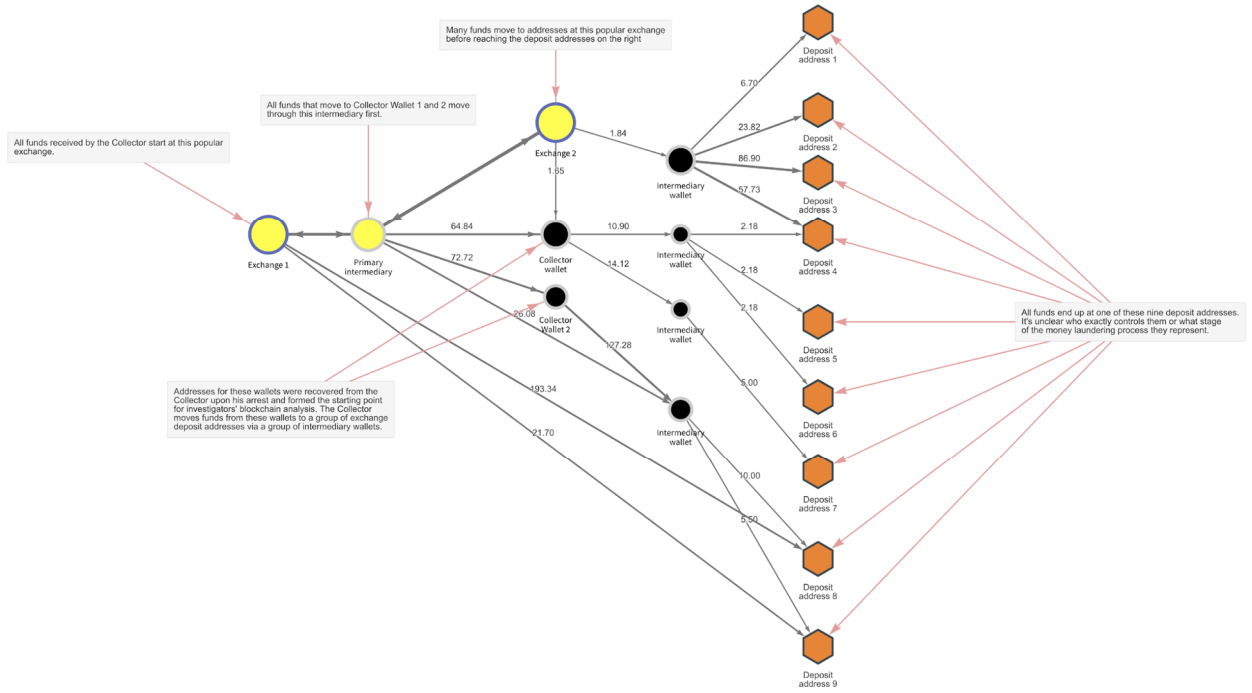 Many funds move to addresses at this popular exchange
before reaching the deposit addresses on the right
All funds that move to Collector Wallet 1 and 2 move
through this intermediary first.
All funds received by the Collector start at this popular
exchange.
Exchange 1
Primary
intermediary
Exchange 2
1.84
1.65
64.84
72.72
26.08
193.34
21.70
Collector
wallet
Collector
Wallet 2
10.90
14.12
127.28
Intermediary
wallet
Intermediary
wallet
Intermediary
wallet
Intermediary
wallet
6.70
23.82
86.90
57.73
2.18
2.18
2.18
5.00
10.00
5.50
Deposit
address 1
Deposit
address 2
Deposit
address 3
Deposit
address 4
Deposit
address 5
Deposit
address 6
Deposit
address 7
Deposit
address 8
Deposit
address 9
All funds end up at one of these nine deposit addresses.
It's unclear who exactly controls them or what stage
of the money laundering process they represent.
Addresses for these wallets were recovered from the
Collector upon his arrest and formed the starting point
for investigators' blockchain analysis. The Collector
moves funds from these wallets to a group of exchange
deposit addresses via a group of intermediary wallets.